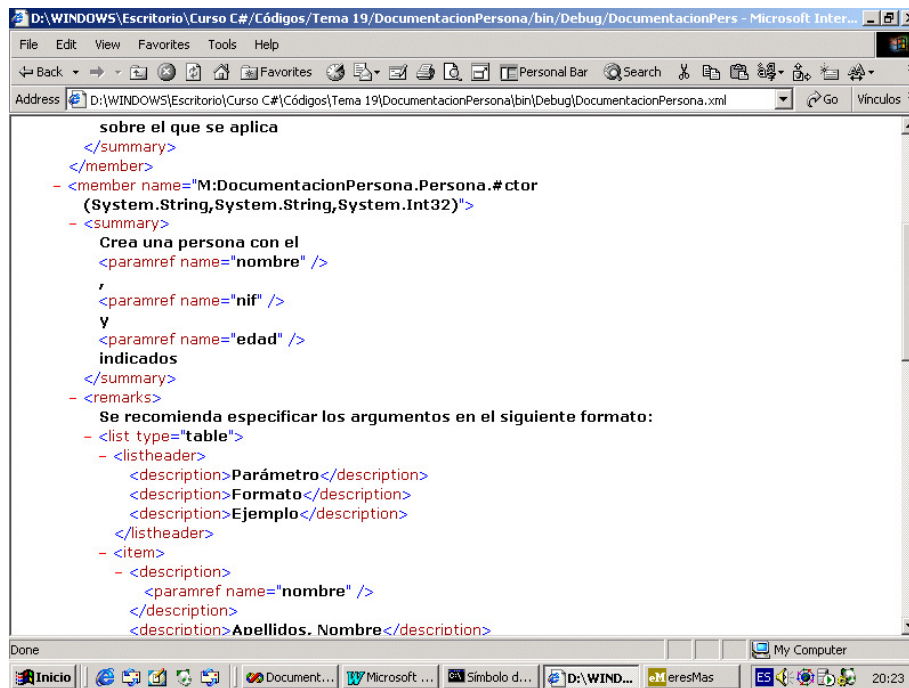 D:\WINDOWS\Escritorio\Curso C#/Códigos/Tema 19/DocumentacionPersona/bin/Debug/DocumentacionPers - Microsoft Inter...
File Edit View Favorites Tools Help
Back Favorites Personal Bar Search
Address D:\WINDOWS\Escritorio\Curso C#\Códigos\Tema 19\DocumentacionPersona\bin\Debug\DocumentacionPersona.xml Go Vínculos
sobre el que se aplica
</summary>
</member>
- <member name="M:DocumentacionPersona.Persona.#ctor
(System.String,System.String,System.Int32)">
- <summary>
Crea una persona con el
<paramref name="nombre" />
,
<paramref name="nif" />
y
<paramref name="edad" />
indicados
</summary>
- <remarks>
Se recomienda especificar los argumentos en el siguiente formato:
- <list type="table">
- <listheader>
<description>Parámetro</description>
<description>Formato</description>
<description>Ejemplo</description>
</listheader>
- <item>
- <description>
<paramref name="nombre" />
</description>
<description>Apellidos, Nombre</description>
Done My Computer
Inicio Document... Microsoft ... Símbolo d... D:\WIND... eM eresMas ES 20:23